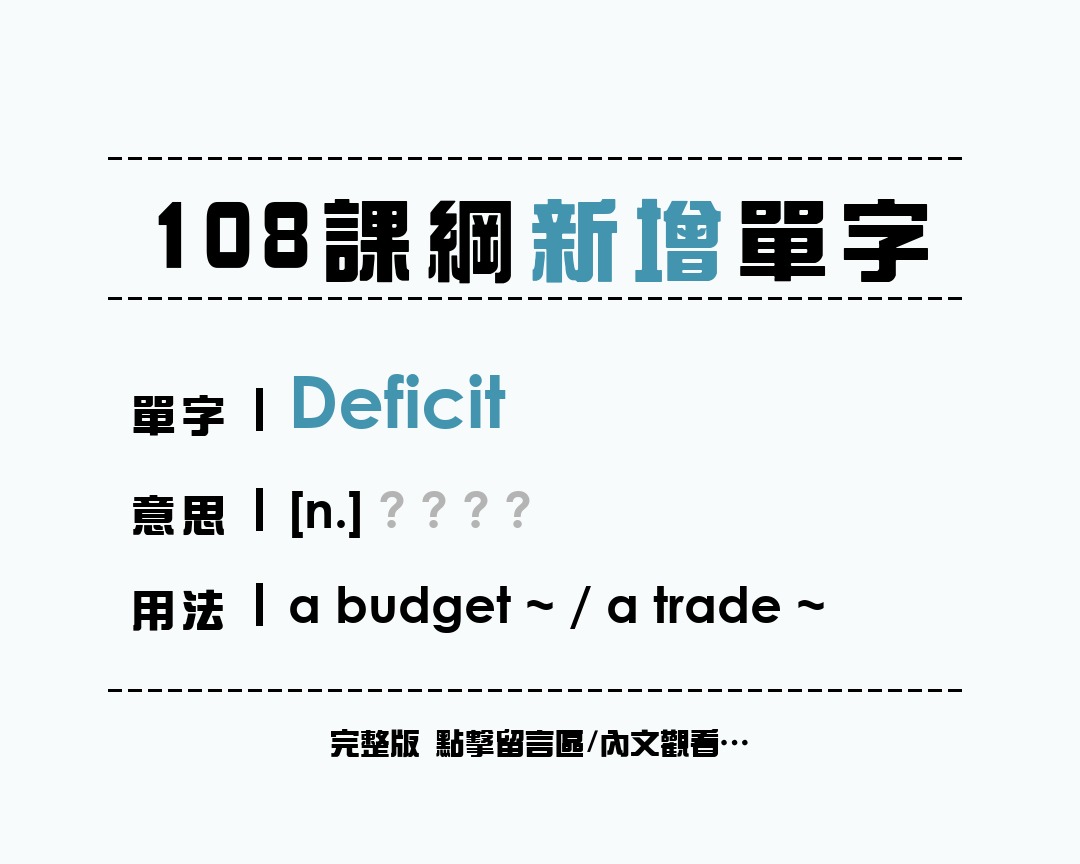 108課綱新增單字
單字 | Deficit
意思 | [n.] ? ? ? ?
用法 | a budget ~ / a trade ~
完整版 點擊留言區/內文觀看…